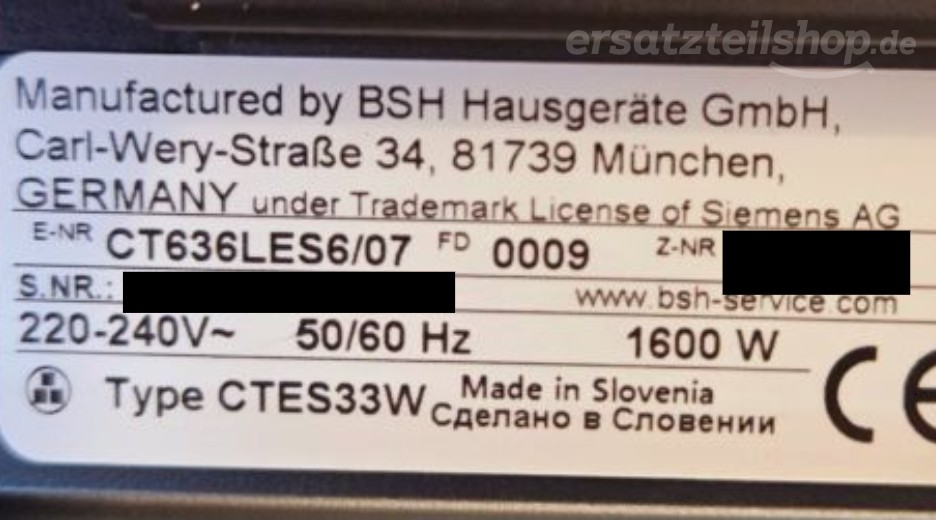 ersatzteilshop.de
Manufactured by BSH Hausgeräte GmbH,
Carl-Wery-Straße 34, 81739 München,
GERMANY under Trademark License of Siemens AG
E-NR CT636LES6/07 FD 0009 Z-NR
S.NR.: www.bsh-service.com
220-240V~ 50/60 Hz 1600 W
Type CTES33W Made in Slovenia
Сделано в Словении
CE